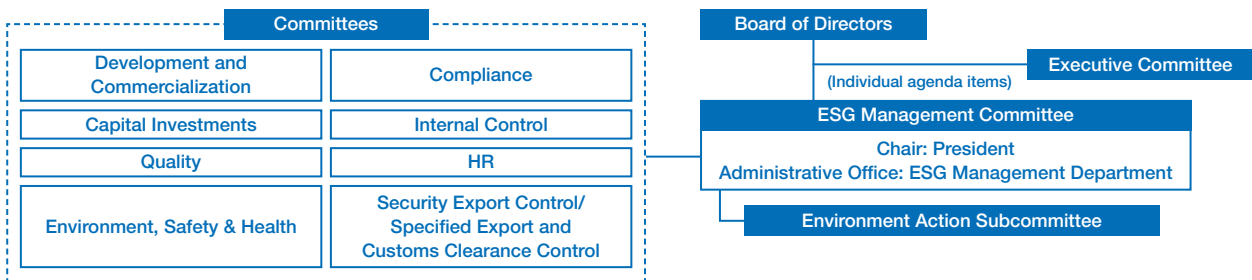 Committees
Development and
Commercialization
Compliance
Capital Investments
Internal Control
Quality
HR
Environment, Safety & Health
Security Export Control/
Specified Export and
Customs Clearance Control
Board of Directors
Executive Committee
(Individual agenda items)
ESG Management Committee
Chair: President
Administrative Office: ESG Management Department
Environment Action Subcommittee